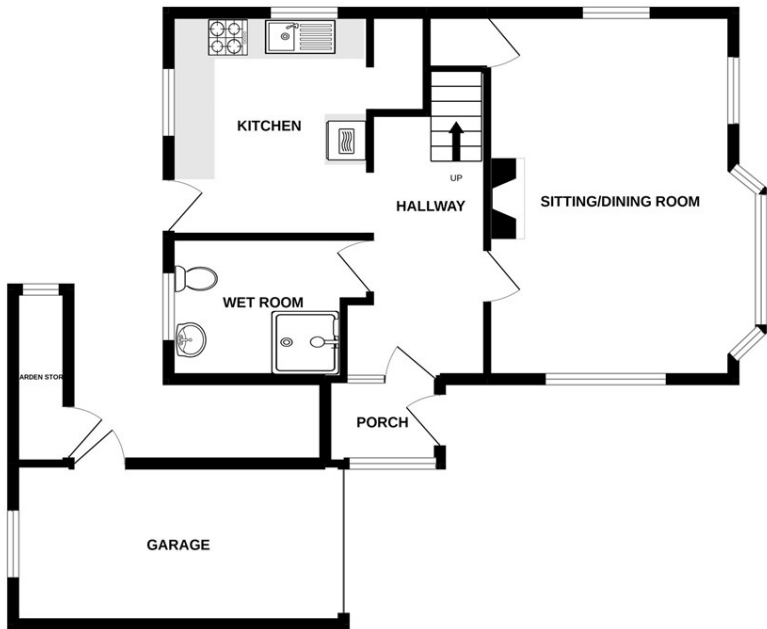 KITCHEN
UP
HALLWAY
SITTING/DINING ROOM
WET ROOM
ARDEN STOR
PORCH
GARAGE